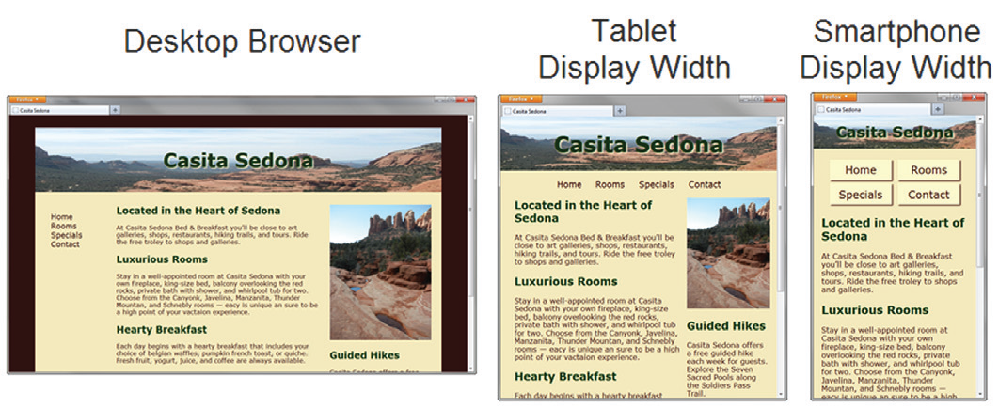 Desktop Browser
Tablet
Display Width
Smartphone
Display Width
Firefox
Casita Sedona
Casita Sedona
Home
Rooms
Specials
Contact
Located in the Heart of Sedona
At Casita Sedona Bed & Breakfast you'll be close to art
galleries, shops, restaurants, hiking trails, and tours. Ride
the free troley to shops and galleries.
Luxurious Rooms
Stay in a well-appointed room at Casita Sedona with your
own fireplace, king-size bed, balcony overlooking the red
rocks, private bath with shower, and whirlpool tub for two.
Choose from the Canyonk, Javelina, Manzanita, Thunder
Mountan, and Schnebly rooms — eacy is unique an sure to be
a high point of your vactaion experience.
Hearty Breakfast
Each day begins with a hearty breakfast that includes your
choice of belgian waffles, pumpkin french toast, or quiche.
Fresh fruit, yogurt, juice, and coffee are always available.
Guided Hikes
Casita Sedona offers a free
Firefox
Casita Sedona
Casita Sedona
Home Rooms Specials Contact
Located in the Heart of
Sedona
At Casita Sedona Bed & Breakfast you'll be
close to art galleries, shops, restaurants,
hiking trails, and tours. Ride the free troley
to shops and galleries.
Luxurious Rooms
Stay in a well-appointed room at Casita
Sedona with your own fireplace, king-size
bed, balcony overlooking the red rocks,
private bath with shower, and whirlpool tub
for two. Choose from the Canyonk, Javelina,
Manzanita, Thunder Mountan, and Schnebly
rooms — eacy is unique an sure to be a high
point of your vactaion experience.
Hearty Breakfast
Each day begins with a hearty breakfast
Guided Hikes
Casita Sedona offers
a free guided hike
each week for guests.
Explore the Seven
Sacred Pools along
the Soldiers Pass
Trail.
Firefox
Casita Sedona
Casita Sedona
Home Rooms
Specials Contact
Located in the Heart of
Sedona
At Casita Sedona Bed & Breakfast
you'll be close to art galleries,
shops, restaurants, hiking trails, and
tours. Ride the free troley to shops
and galleries.
Luxurious Rooms
Stay in a well-appointed room at
Casita Sedona with your own
fireplace, king-size bed, balcony
overlooking the red rocks, private
bath with shower, and whirlpool tub
for two. Choose from the Canyonk,
Javelina, Manzanita, Thunder
Mountan, and Schnebly rooms —
eacy is unique an sure to be a high